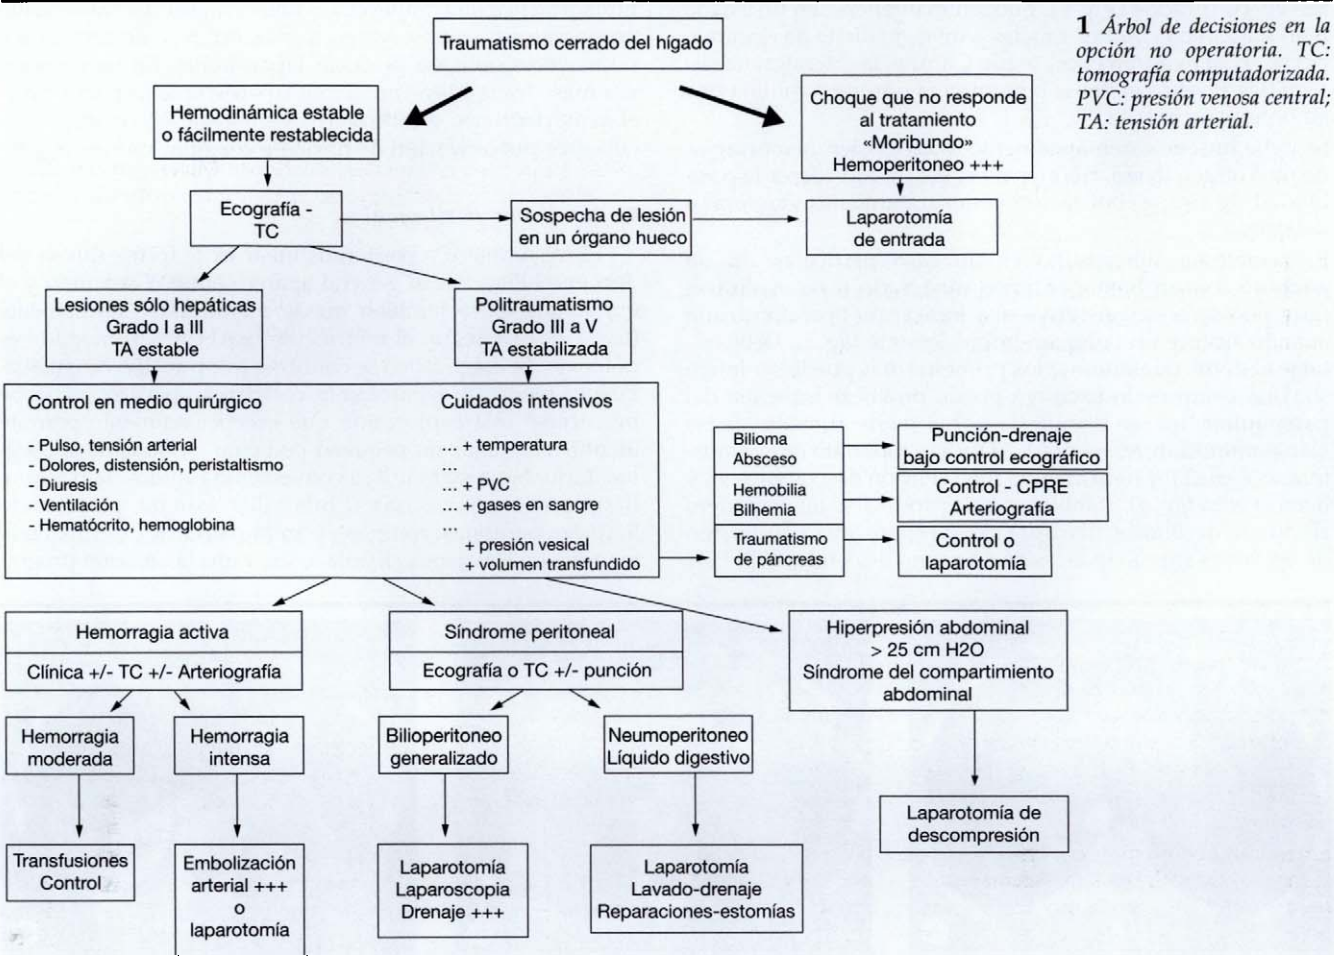 Traumatismo cerrado del hígado
1 Árbol de decisiones en la
opción no operatoria. TC:
tomografía computadorizada.
PVC: presión venosa central;
TA: tensión arterial.
Hemodinámica estable
o fácilmente restablecida
Choque que no responde
al tratamiento
«Moribundo»
Hemoperitoneo +++
Ecografía -
TC
Sospecha de lesión
en un órgano hueco
Laparotomía
de entrada
Lesiones sólo hepáticas
Grado I a III
TA estable
Politraumatismo
Grado III a V
TA estabilizada
Control en medio quirúrgico
- Pulso, tensión arterial
- Dolores, distensión, peristaltismo
- Diuresis
- Ventilación
- Hematócrito, hemoglobina
Cuidados intensivos
+ temperatura
...
+ PVC
+ gases en sangre
...
+ presión vesical
+ volumen transfundido
Bilioma
Absceso
Punción-drenaje
bajo control ecográfico
Hemobilia
Bilhemia
Control - CPRE
Arteriografía
Traumatismo
de páncreas
Control o
laparotomía
Hemorragia activa
Clínica +/- TC +/- Arteriografía
Síndrome peritoneal
Ecografía o TC +/- punción
Hiperpresión abdominal
> 25 cm H2O
Síndrome del compartimiento
abdominal
Hemorragia
moderada
Hemorragia
intensa
Bilioperitoneo
generalizado
Neumoperitoneo
Líquido digestivo
Laparotomía de
descompresión
Transfusiones
Control
Embolización
arterial +++
o
laparotomía
Laparotomía
Laparoscopia
Drenaje +++
Laparotomía
Lavado-drenaje
Reparaciones-estomías